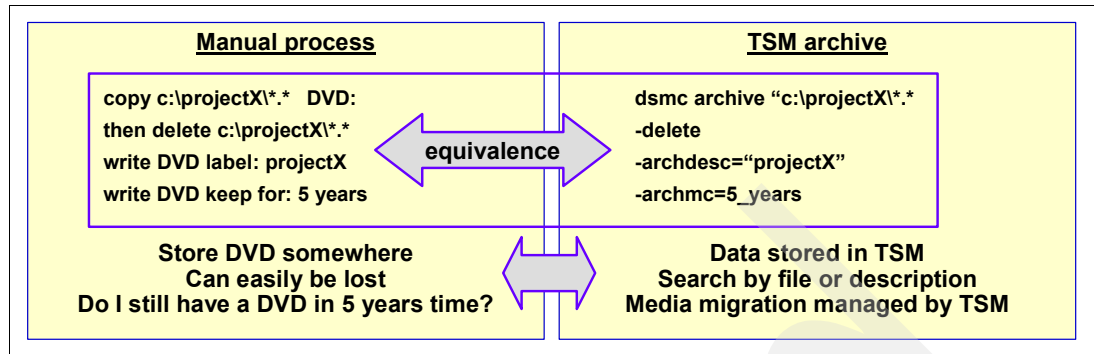 Manual process
copy c:\projectX\*.* DVD:
then delete c:\projectX\*.*
write DVD label: projectX
write DVD keep for: 5 years
Store DVD somewhere
Can easily be lost
Do I still have a DVD in 5 years time?
equivalence
TSM archive
dsmc archive “c:\projectX\*.*
-delete
-archdesc=“projectX”
-archmc=5_years
Data stored in TSM
Search by file or description
Media migration managed by TSM